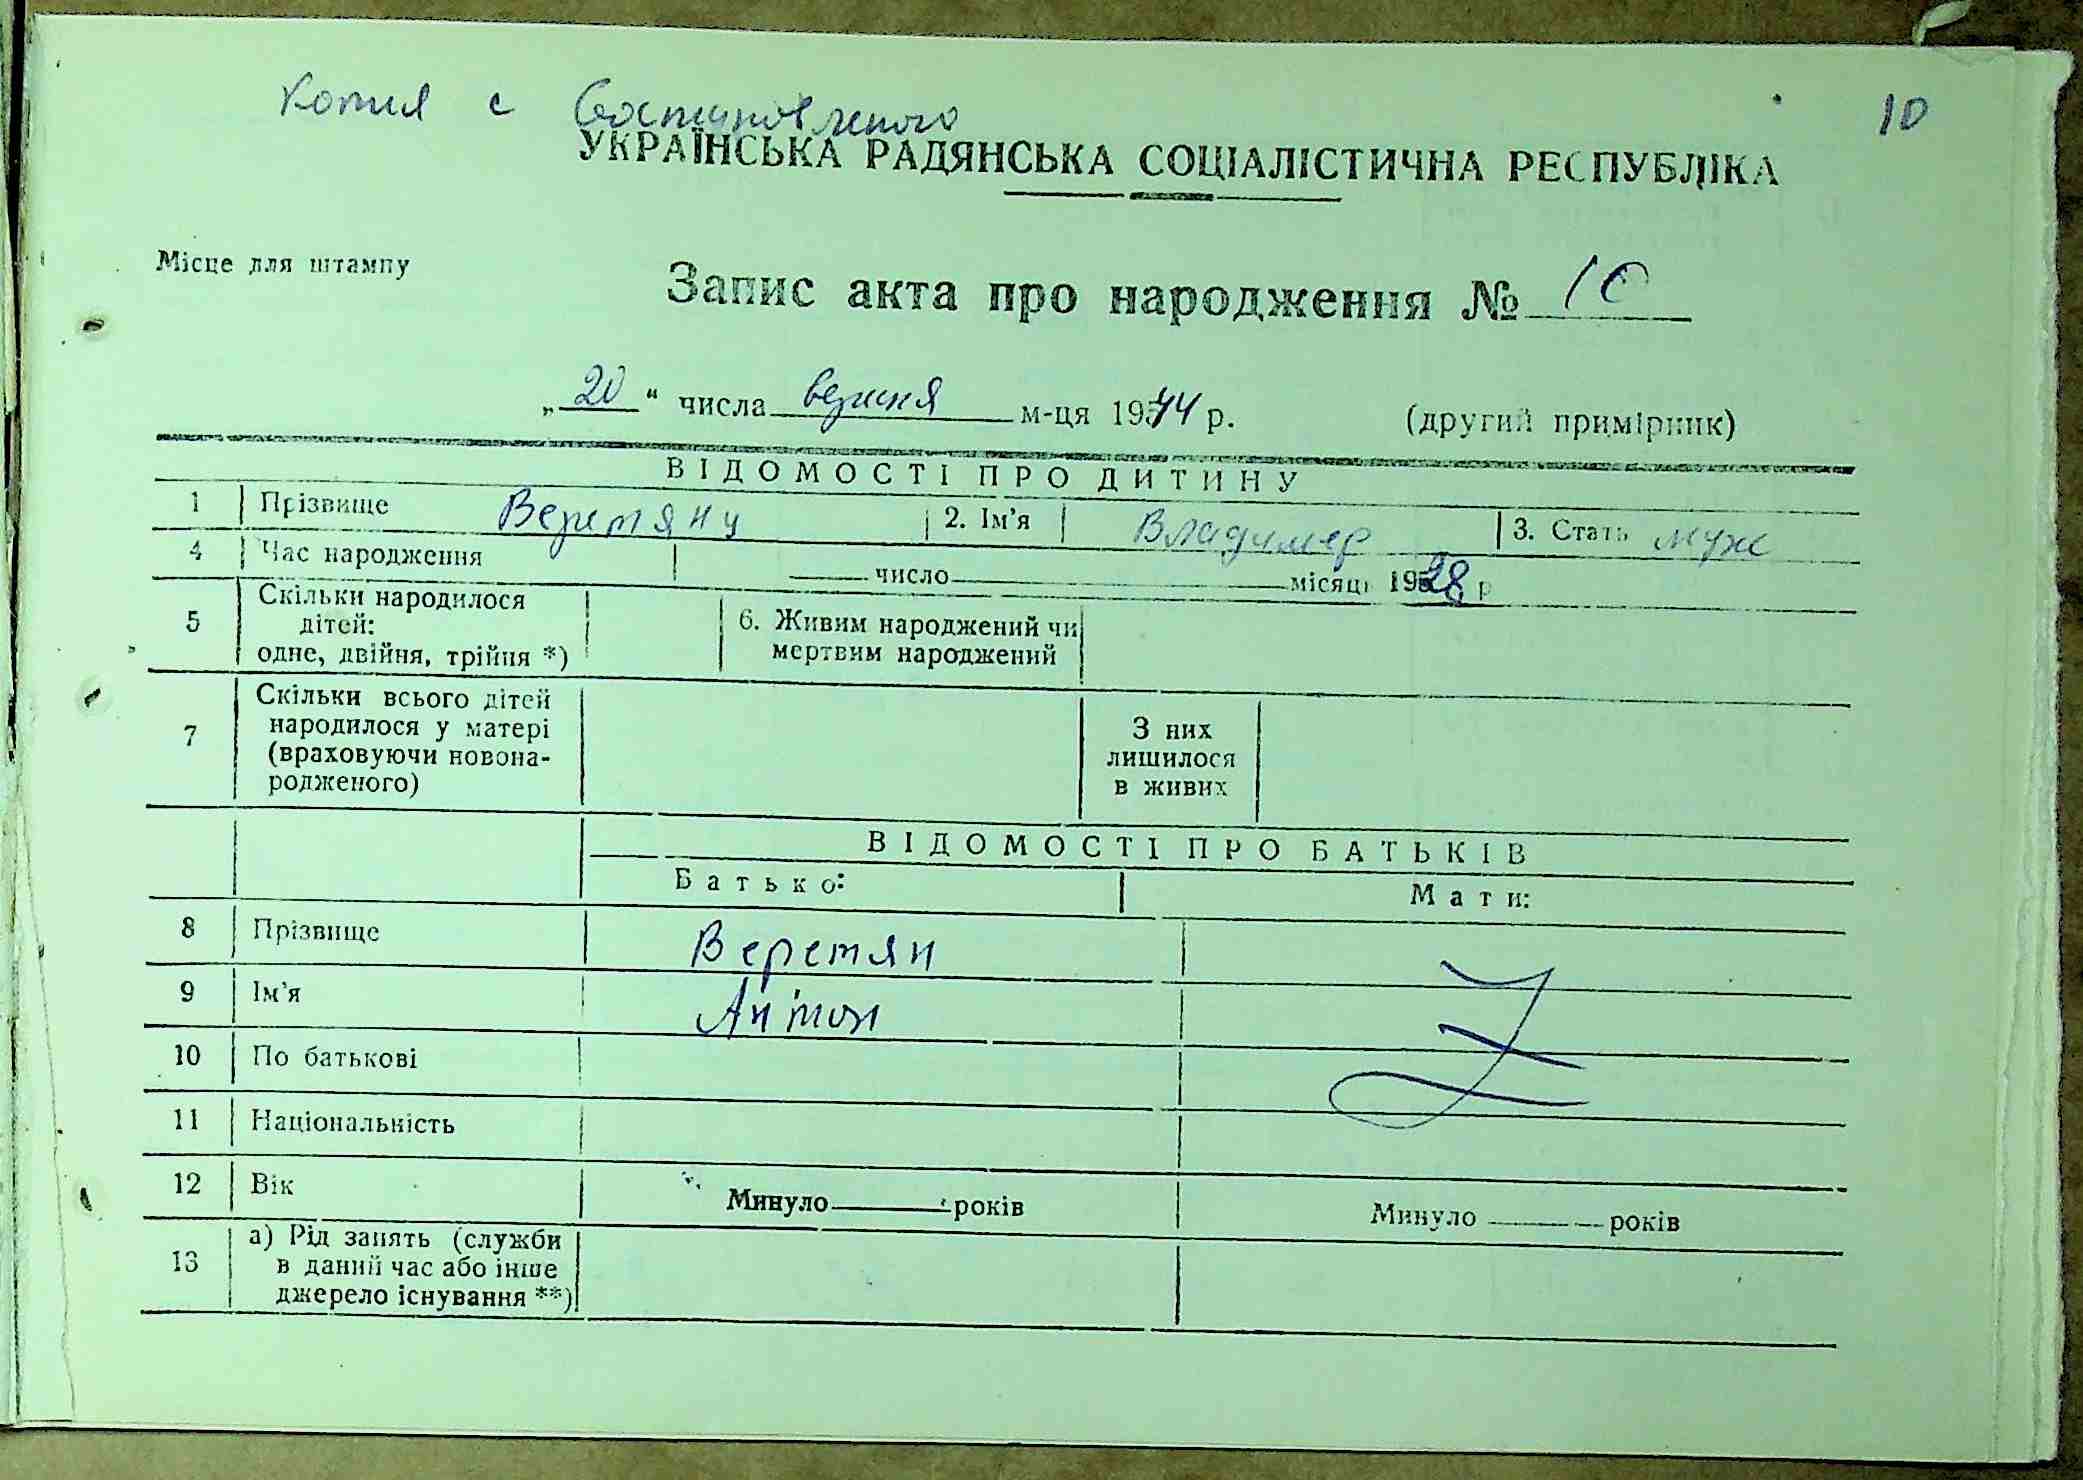 Копия с Востановленого
10
УКРАЇНСЬКА РАДЯНСЬКА СОЦІАЛІСТИЧНА РЕСПУБЛІКА
Місце для штампу
Запис акта про народження № 10
„ 20 “ числа м-ця 1944 р. (другий примірник)
ВІДОМОСТІ ПРО ДИТИНУ
1 Прізвище Веретяну 2. Ім'я Владимер 3. Стать муж
4 Час народження число місяць 1928 р
5 Скільки народилося дітей: одне, двійня, трійня *) 6. Живим народжений чи мертвим народжений
7 Скільки всього дітей народилося у матері (враховуючи новонародженого) З них лишилося в живих
ВІДОМОСТІ ПРО БАТЬКІВ
Батько: Мати:
8 Прізвище Веретян
9 Ім'я Антон
10 По батькові
11 Національність
12 Вік Минуло років Минуло років
13 а) Рід занять (служби в даний час або інше джерело існування **)